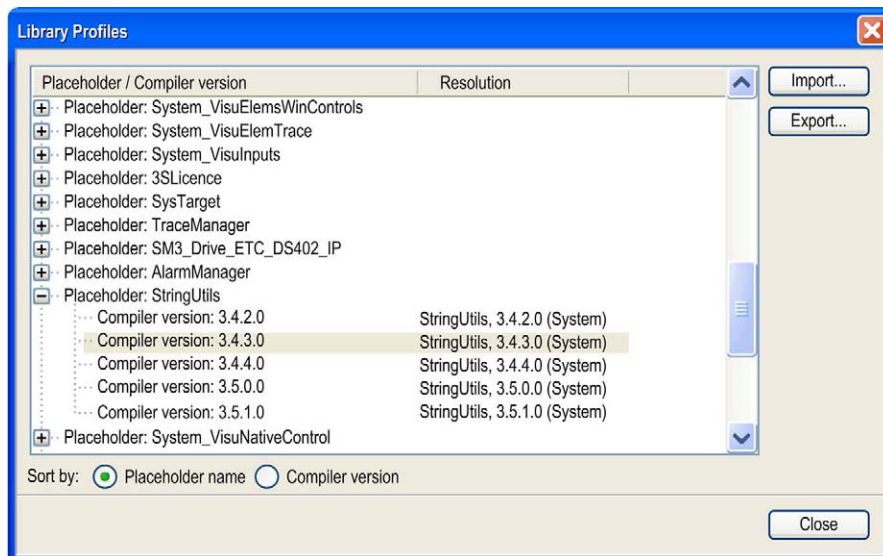 Library Profiles
Placeholder / Compiler version Resolution
Placeholder: System_VisuElemsWinControls
Placeholder: System_VisuElemTrace
Placeholder: System_VisuInputs
Placeholder: 3SLicence
Placeholder: SysTarget
Placeholder: TraceManager
Placeholder: SM3_Drive_ETC_DS402_IP
Placeholder: AlarmManager
Placeholder: StringUtils
Compiler version: 3.4.2.0 StringUtils, 3.4.2.0 (System)
Compiler version: 3.4.3.0 StringUtils, 3.4.3.0 (System)
Compiler version: 3.4.4.0 StringUtils, 3.4.4.0 (System)
Compiler version: 3.5.0.0 StringUtils, 3.5.0.0 (System)
Compiler version: 3.5.1.0 StringUtils, 3.5.1.0 (System)
Placeholder: System_VisuNativeControl
Import...
Export...
Sort by: Placeholder name Compiler version
Close